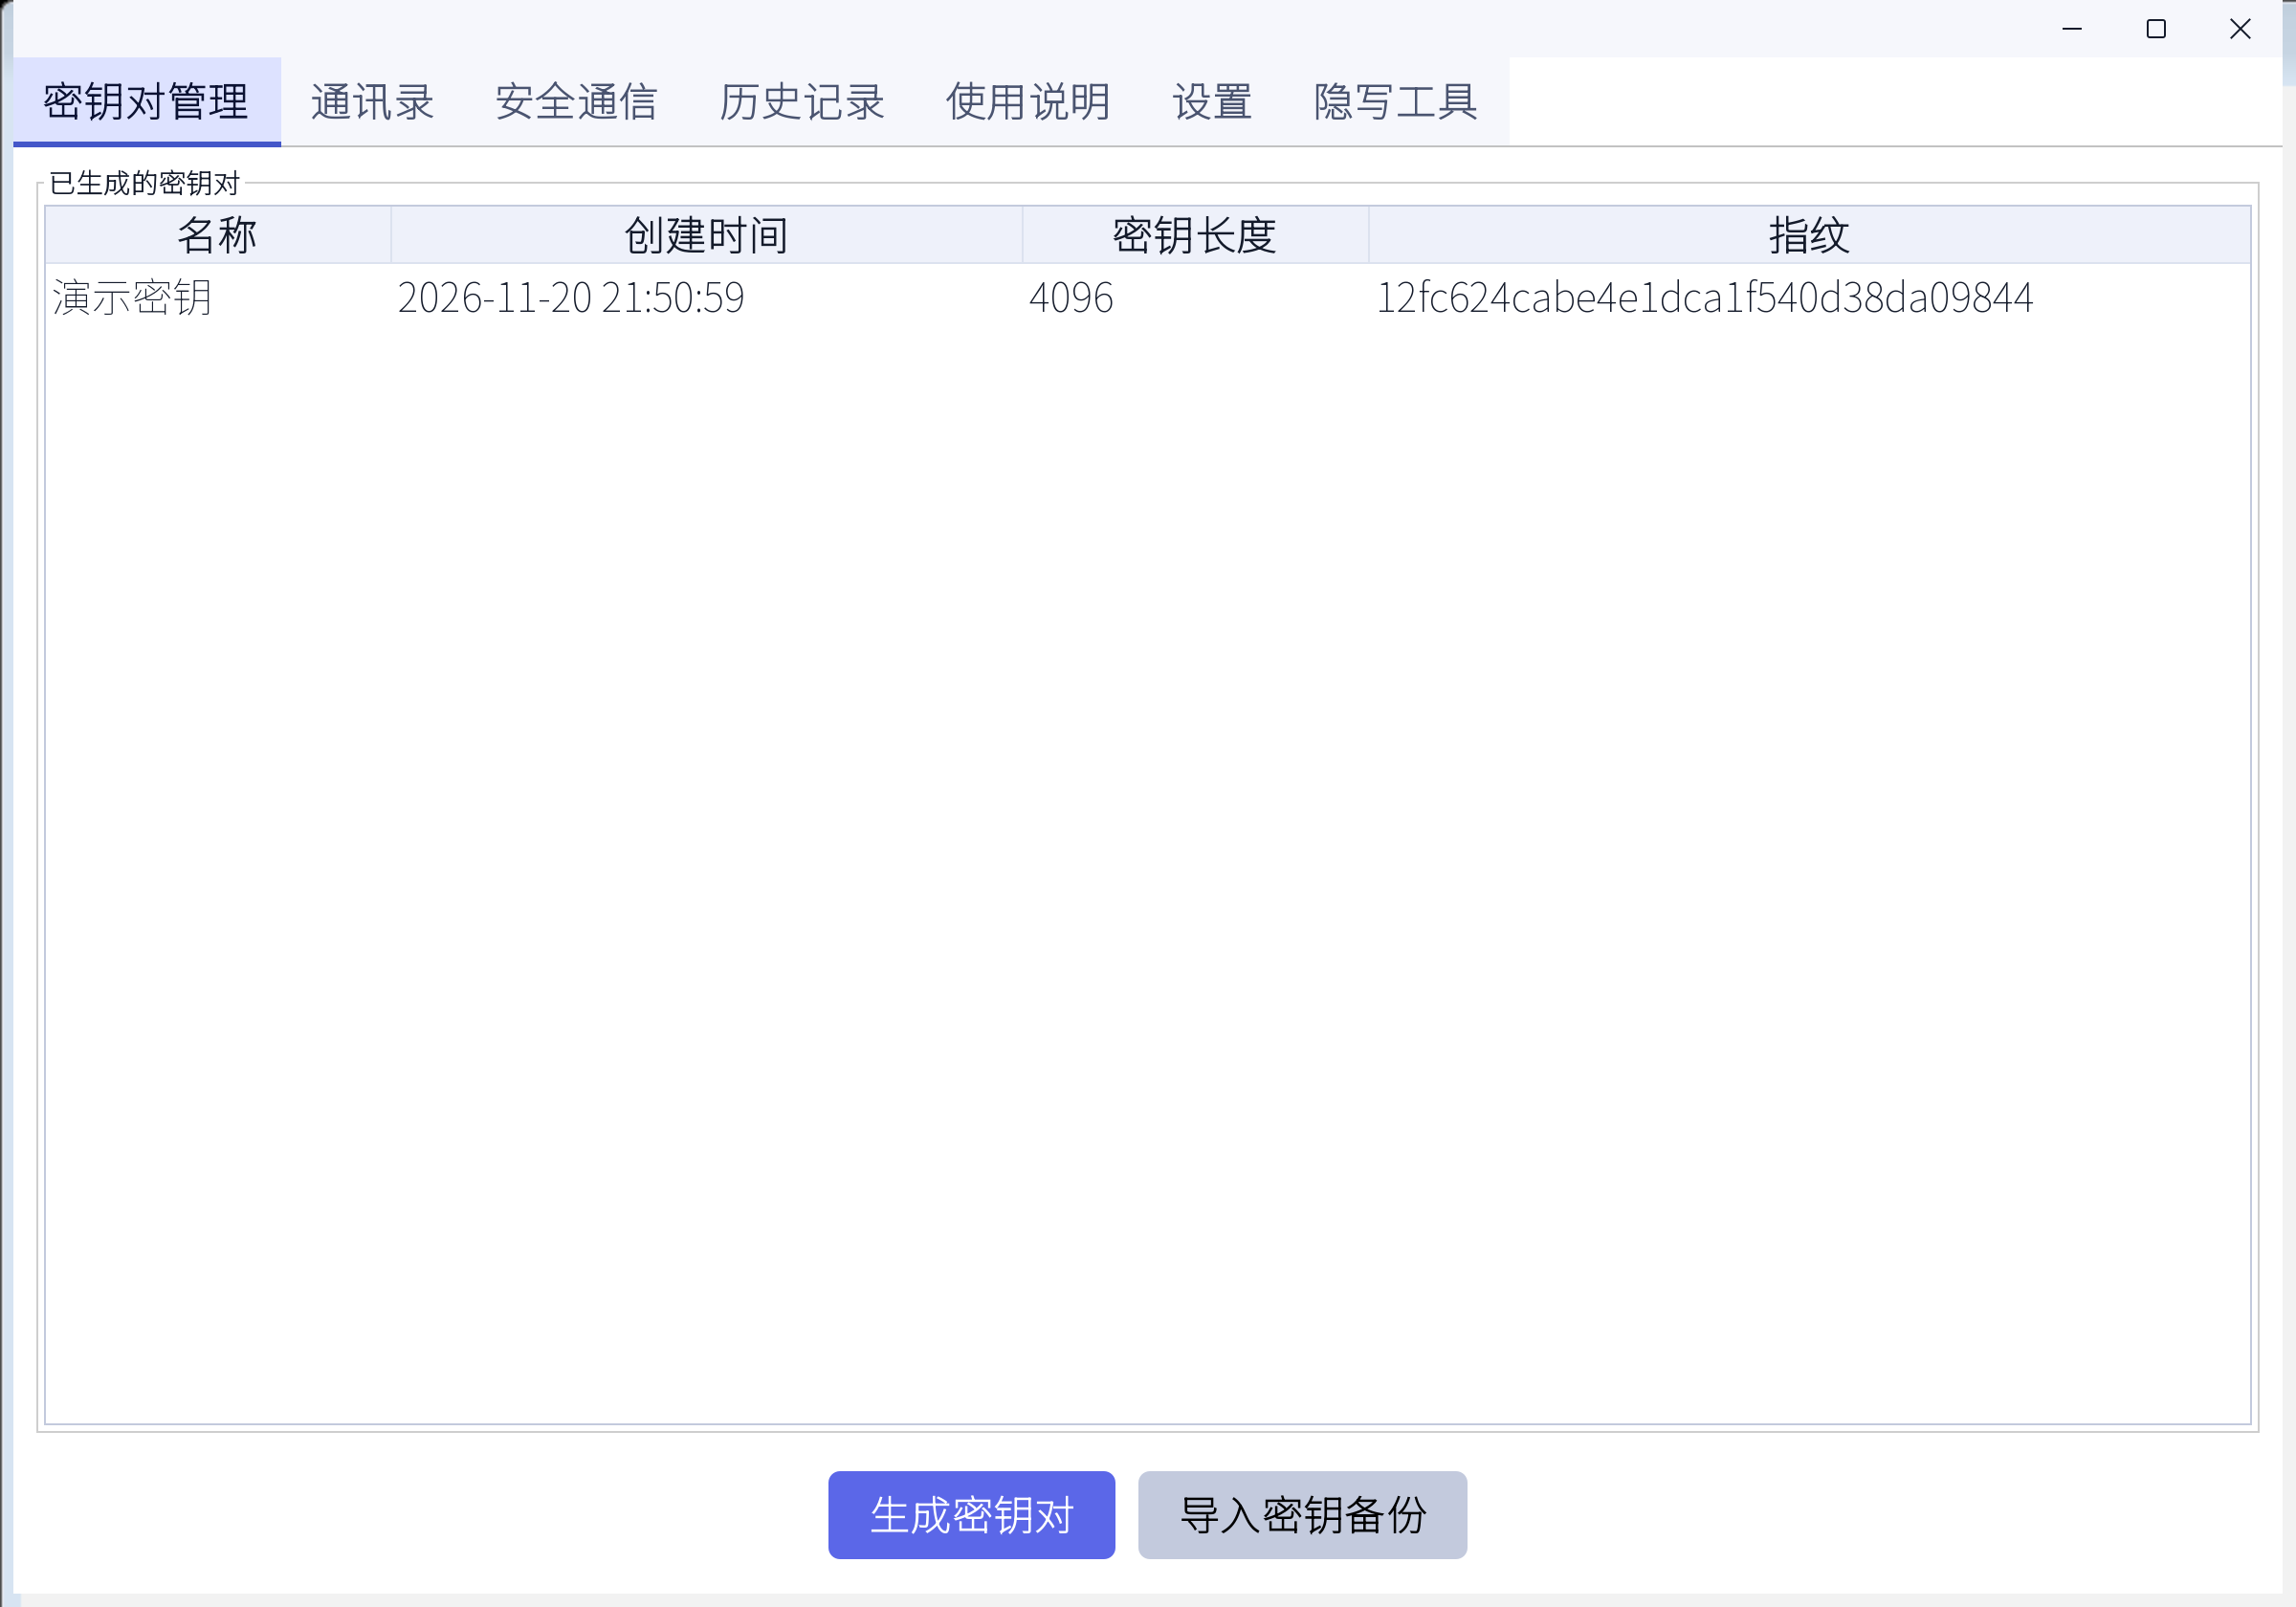 密钥对管理 通讯录 安全通信 历史记录 使用说明 设置 隐写工具
已生成的密钥对
名称 创建时间 密钥长度 指纹
演示密钥 2026-11-20 21:50:59 4096 12fc624cabe4e1dca1f540d38da09844
生成密钥对 导入密钥备份